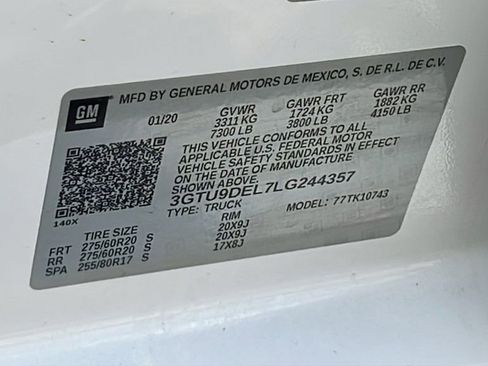 GM
MFD BY GENERAL MOTORS DE MEXICO, S. DE R.L. DE C.V.
01/20 GVWR GAWR FRT GAWR RR
3311 KG 1724 KG 1882 KG
7300 LB 3800 LB 4150 LB
THIS VEHICLE CONFORMS TO ALL
APPLICABLE U.S. FEDERAL MOTOR
VEHICLE SAFETY STANDARDS IN EFFECT
ON THE DATE OF MANUFACTURE
3GTU9DEL7LG244357
140X
TYPE: TRUCK MODEL: 77TK10743
TIRE SIZE RIM
FRT 275/60R20 S 20X9J
RR 275/60R20 S 20X9J
SPA 255/80R17 S 17X8J